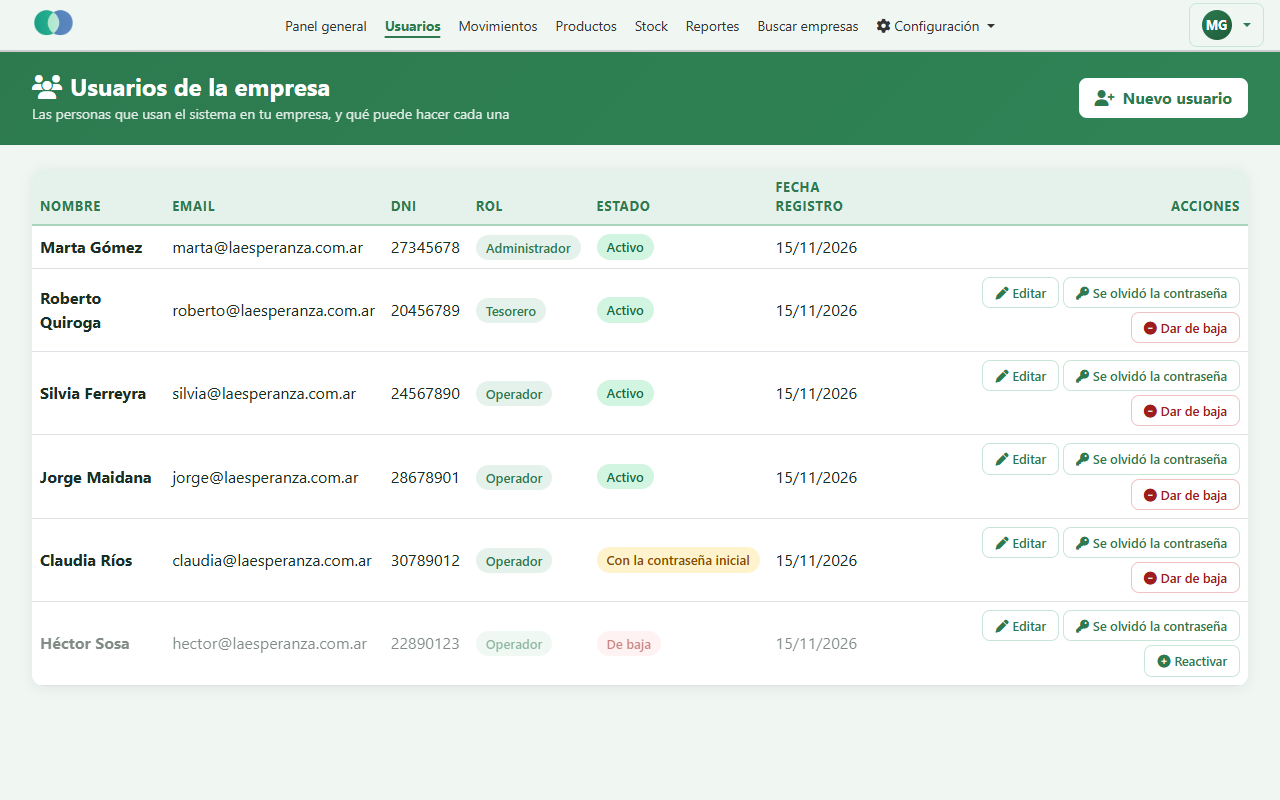 Panel general Usuarios Movimientos Productos Stock Reportes Buscar empresas Configuración MG
Usuarios de la empresa
Las personas que usan el sistema en tu empresa, y qué puede hacer cada una
Nuevo usuario
NOMBRE EMAIL DNI ROL ESTADO FECHA REGISTRO ACCIONES
Marta Gómez marta@laesperanza.com.ar 27345678 Administrador Activo 15/11/2026
Roberto Quiroga roberto@laesperanza.com.ar 20456789 Tesorero Activo 15/11/2026 Editar Se olvidó la contraseña
Dar de baja
Silvia Ferreyra silvia@laesperanza.com.ar 24567890 Operador Activo 15/11/2026 Editar Se olvidó la contraseña
Dar de baja
Jorge Maidana jorge@laesperanza.com.ar 28678901 Operador Activo 15/11/2026 Editar Se olvidó la contraseña
Dar de baja
Claudia Ríos claudia@laesperanza.com.ar 30789012 Operador Con la contraseña inicial 15/11/2026 Editar Se olvidó la contraseña
Dar de baja
Héctor Sosa hector@laesperanza.com.ar 22890123 Operador De baja 15/11/2026 Editar Se olvidó la contraseña
Reactivar